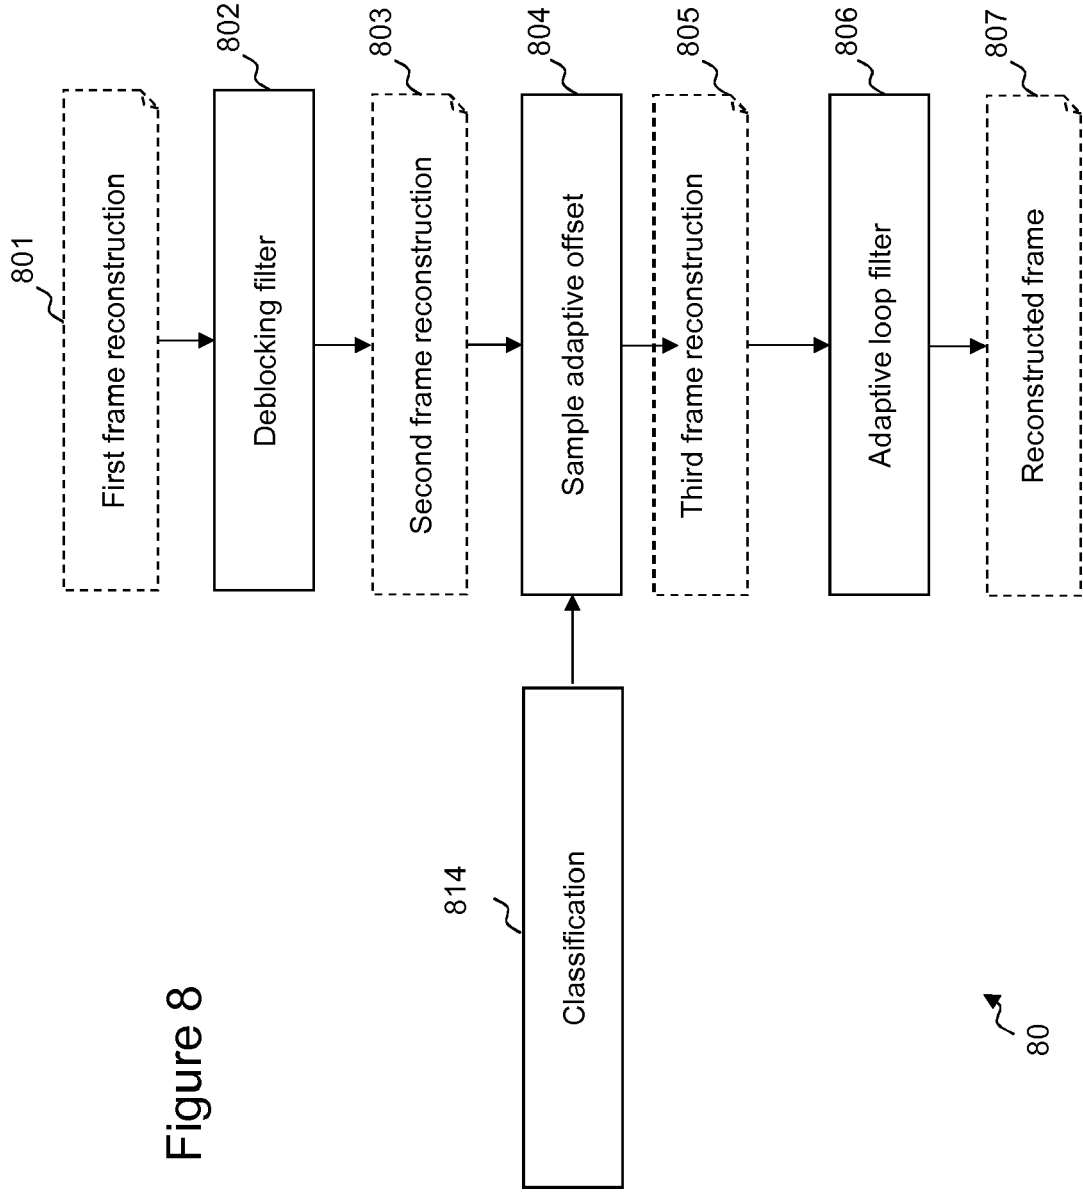 Figure 8
801
First frame reconstruction
802
Deblocking filter
803
Second frame reconstruction
814
Classification
804
Sample adaptive offset
805
Third frame reconstruction
806
Adaptive loop filter
807
Reconstructed frame
80